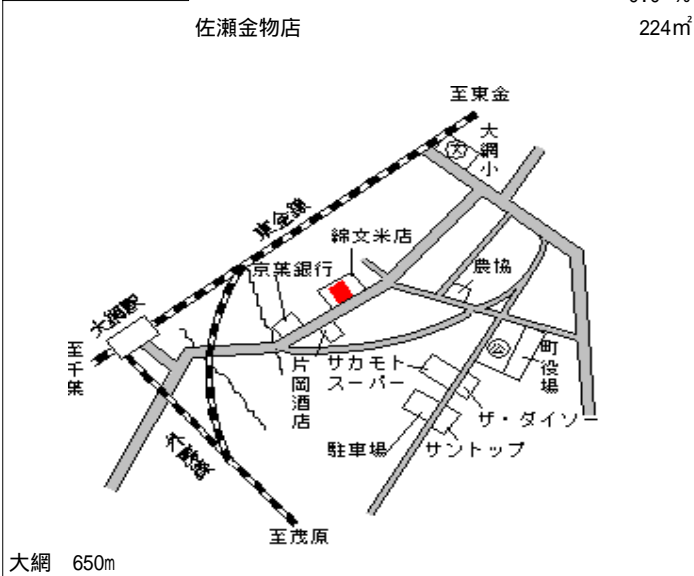 佐瀬金物店
224㎡
至東金
大網小
東金線
綿文米店
京葉銀行
農協
大網駅
至千葉
片岡酒店
サカモトスーパー
町役場
ザ・ダイソー
駐車場
サントップ
外房線
至茂原
大網 650m